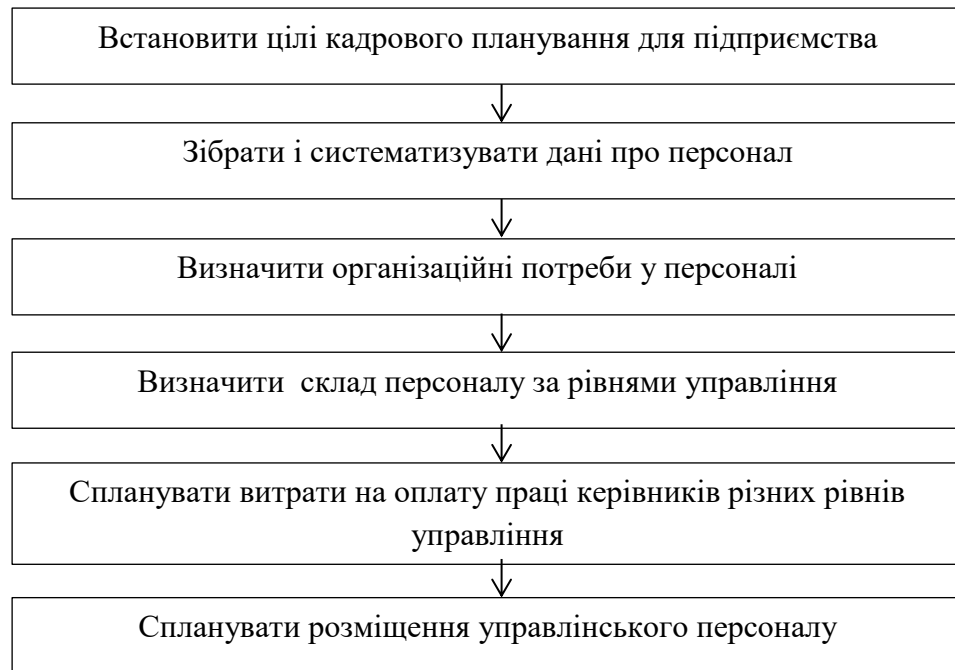 Встановити цілі кадрового планування для підприємства
Зібрати і систематизувати дані про персонал
Визначити організаційні потреби у персоналі
Визначити  склад персоналу за рівнями управління
Спланувати витрати на оплату праці керівників різних рівнів
управління
Спланувати розміщення управлінського персоналу